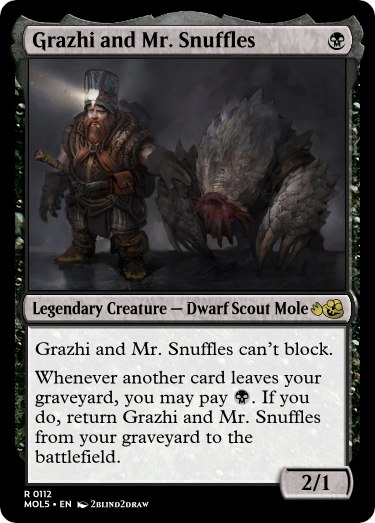 Grazhi and Mr. Snuffles
Legendary Creature — Dwarf Scout Mole
Grazhi and Mr. Snuffles can't block.
Whenever another card leaves your
graveyard, you may pay . If you
do, return Grazhi and Mr. Snuffles
from your graveyard to the
battlefield.
2/1
R 0112
MOL5 • EN 2BLIND2DRAW